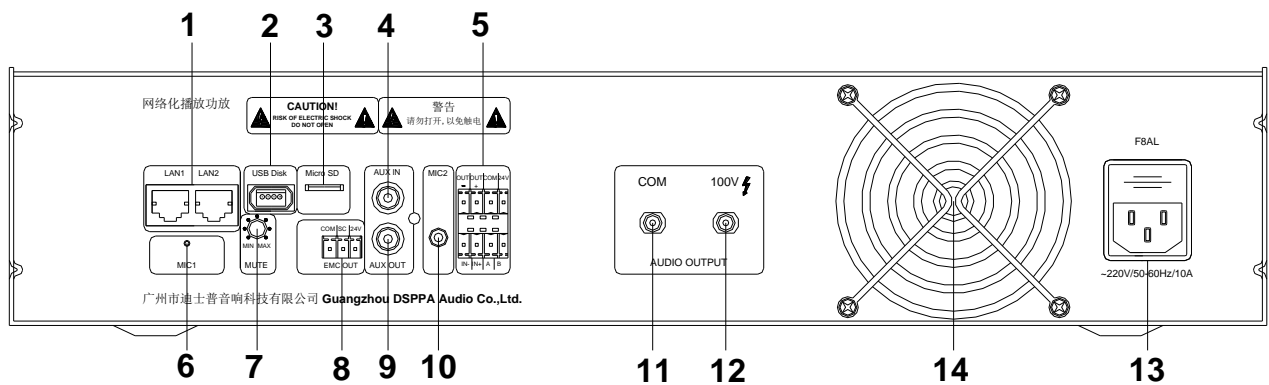 1 2 3 4 5
网络化播放功放
CAUTION!
RISK OF ELECTRIC SHOCK
DO NOT OPEN
警告
请勿打开,以免触电
LAN1 LAN2
USB Disk
Micro SD
AUX IN
MIC2
OUT OUT COM 24V
- +
COM 100V
F8AL
COM SC 24V
MIN MAX
MIC1
MUTE
EMC OUT
AUX OUT
IN- IN+ A B
AUDIO OUTPUT
~220V/50-60Hz/10A
广州市迪士普音响科技有限公司 Guangzhou DSPPA Audio Co.,Ltd.
6 7 8 9 10 11 12 14 13